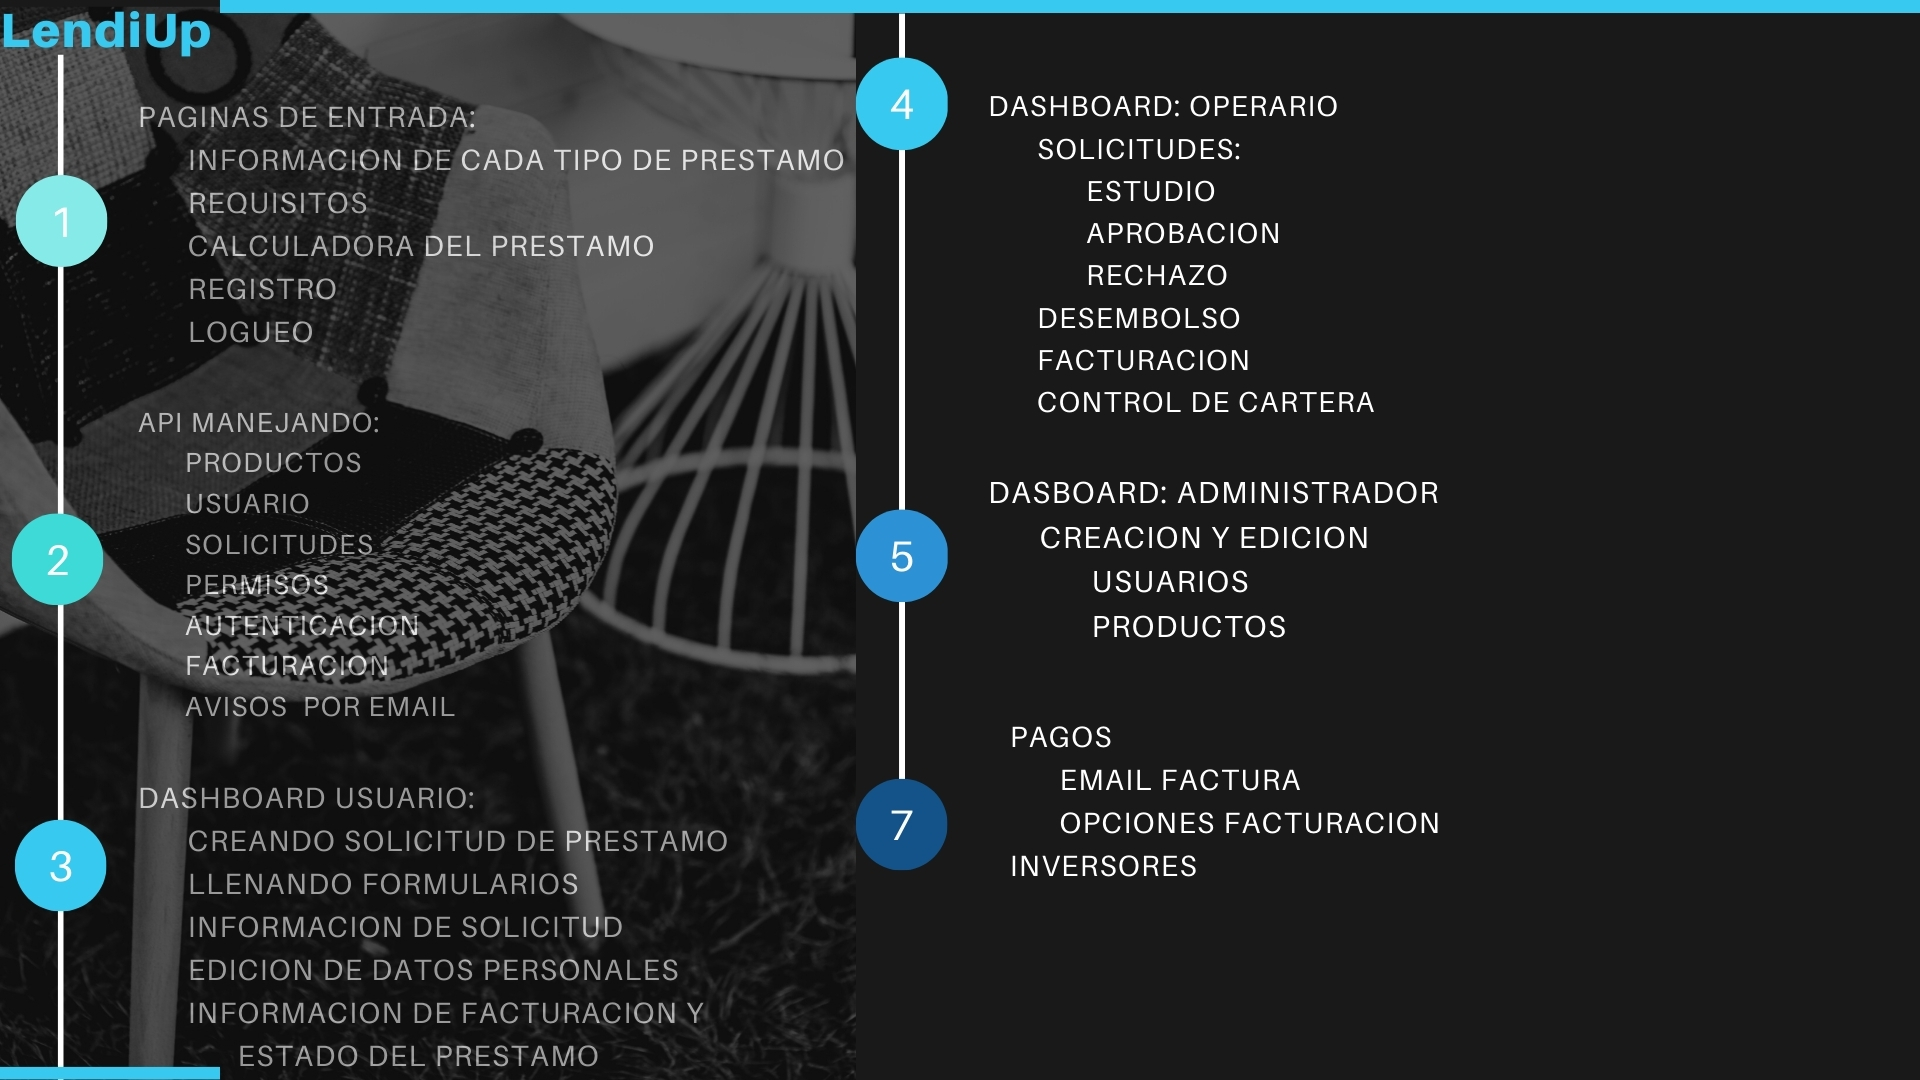 LendiUp
1
PAGINAS DE ENTRADA:
INFORMACION DE CADA TIPO DE PRESTAMO
REQUISITOS
CALCULADORA DEL PRESTAMO
REGISTRO
LOGUEO
2
API MANEJANDO:
PRODUCTOS
USUARIO
SOLICITUDES
PERMISOS
AUTENTICACION
FACTURACION
AVISOS  POR EMAIL
3
DASHBOARD USUARIO:
CREANDO SOLICITUD DE PRESTAMO
LLENANDO FORMULARIOS
INFORMACION DE SOLICITUD
EDICION DE DATOS PERSONALES
INFORMACION DE FACTURACION Y
ESTADO DEL PRESTAMO
4
DASHBOARD: OPERARIO
SOLICITUDES:
ESTUDIO
APROBACION
RECHAZO
DESEMBOLSO
FACTURACION
CONTROL DE CARTERA
5
DASBOARD: ADMINISTRADOR
CREACION Y EDICION
USUARIOS
PRODUCTOS
7
PAGOS
EMAIL FACTURA
OPCIONES FACTURACION
INVERSORES